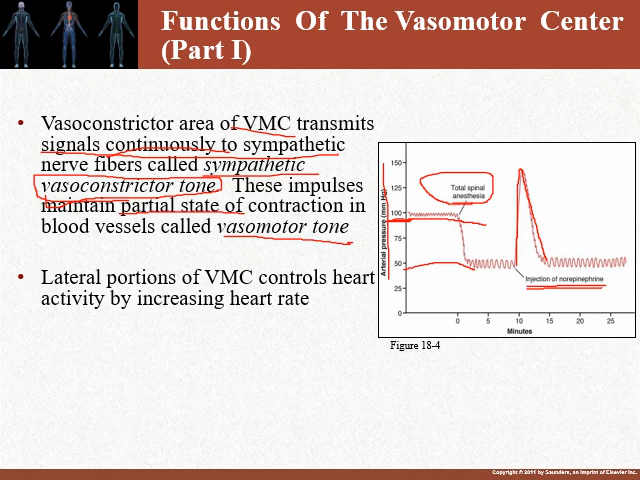 Functions Of The Vasomotor Center
(Part I)
• Vasoconstrictor area of VMC transmits
signals continuously to sympathetic
nerve fibers called sympathetic
vasoconstrictor tone. These impulses
maintain partial state of contraction in
blood vessels called vasomotor tone
• Lateral portions of VMC controls heart
activity by increasing heart rate
Arterial pressure (mm Hg)
150
125
100
75
50
25
0
Total spinal
anesthesia
Injection of norepinephrine
0 5 10 15 20 25
Minutes
Figure 18-4
Copyright © 2011 by Saunders, an imprint of Elsevier Inc.